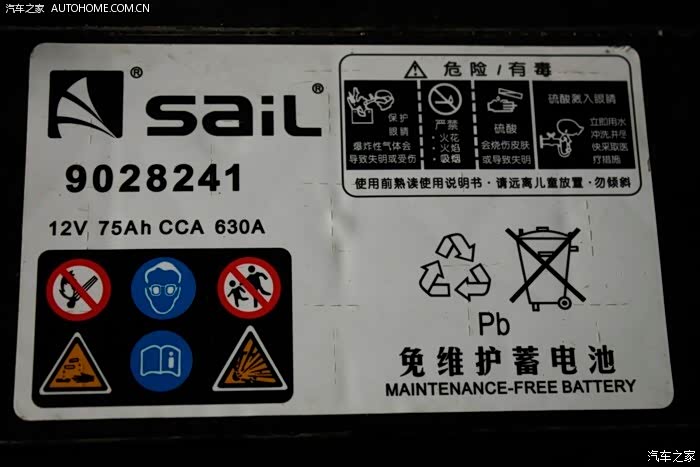 汽车之家 AUTOHOME.COM.CN
SAIL®
®
9028241
12V 75Ah CCA 630A
危险/有毒
保护
眼睛
爆炸性气体会
导致失明或受伤
严禁
·火花
·火焰
·吸烟
硫酸
会烧伤皮肤
或导致失明
硫酸溅入眼睛
立即用水
冲洗,并尽
快采取医
疗措施
使用前熟读使用说明书·请远离儿童放置·勿倾斜
Pb
免维护蓄电池
MAINTENANCE-FREE BATTERY
汽车之家